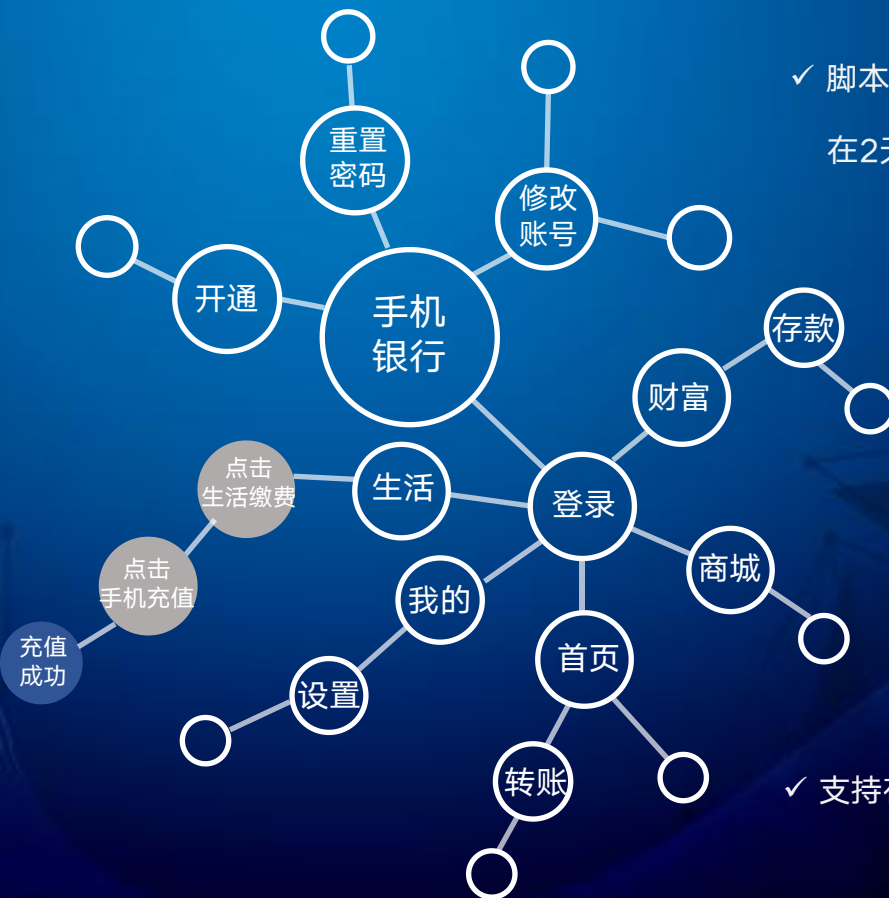 ✓ 脚本
在2
重置
密码
修改
账号
开通
手机
银行
存款
财富
点击
生活缴费
生活
登录
点击
手机充值
我的
商城
充值
成功
首页
设置
转账
✓ 支持